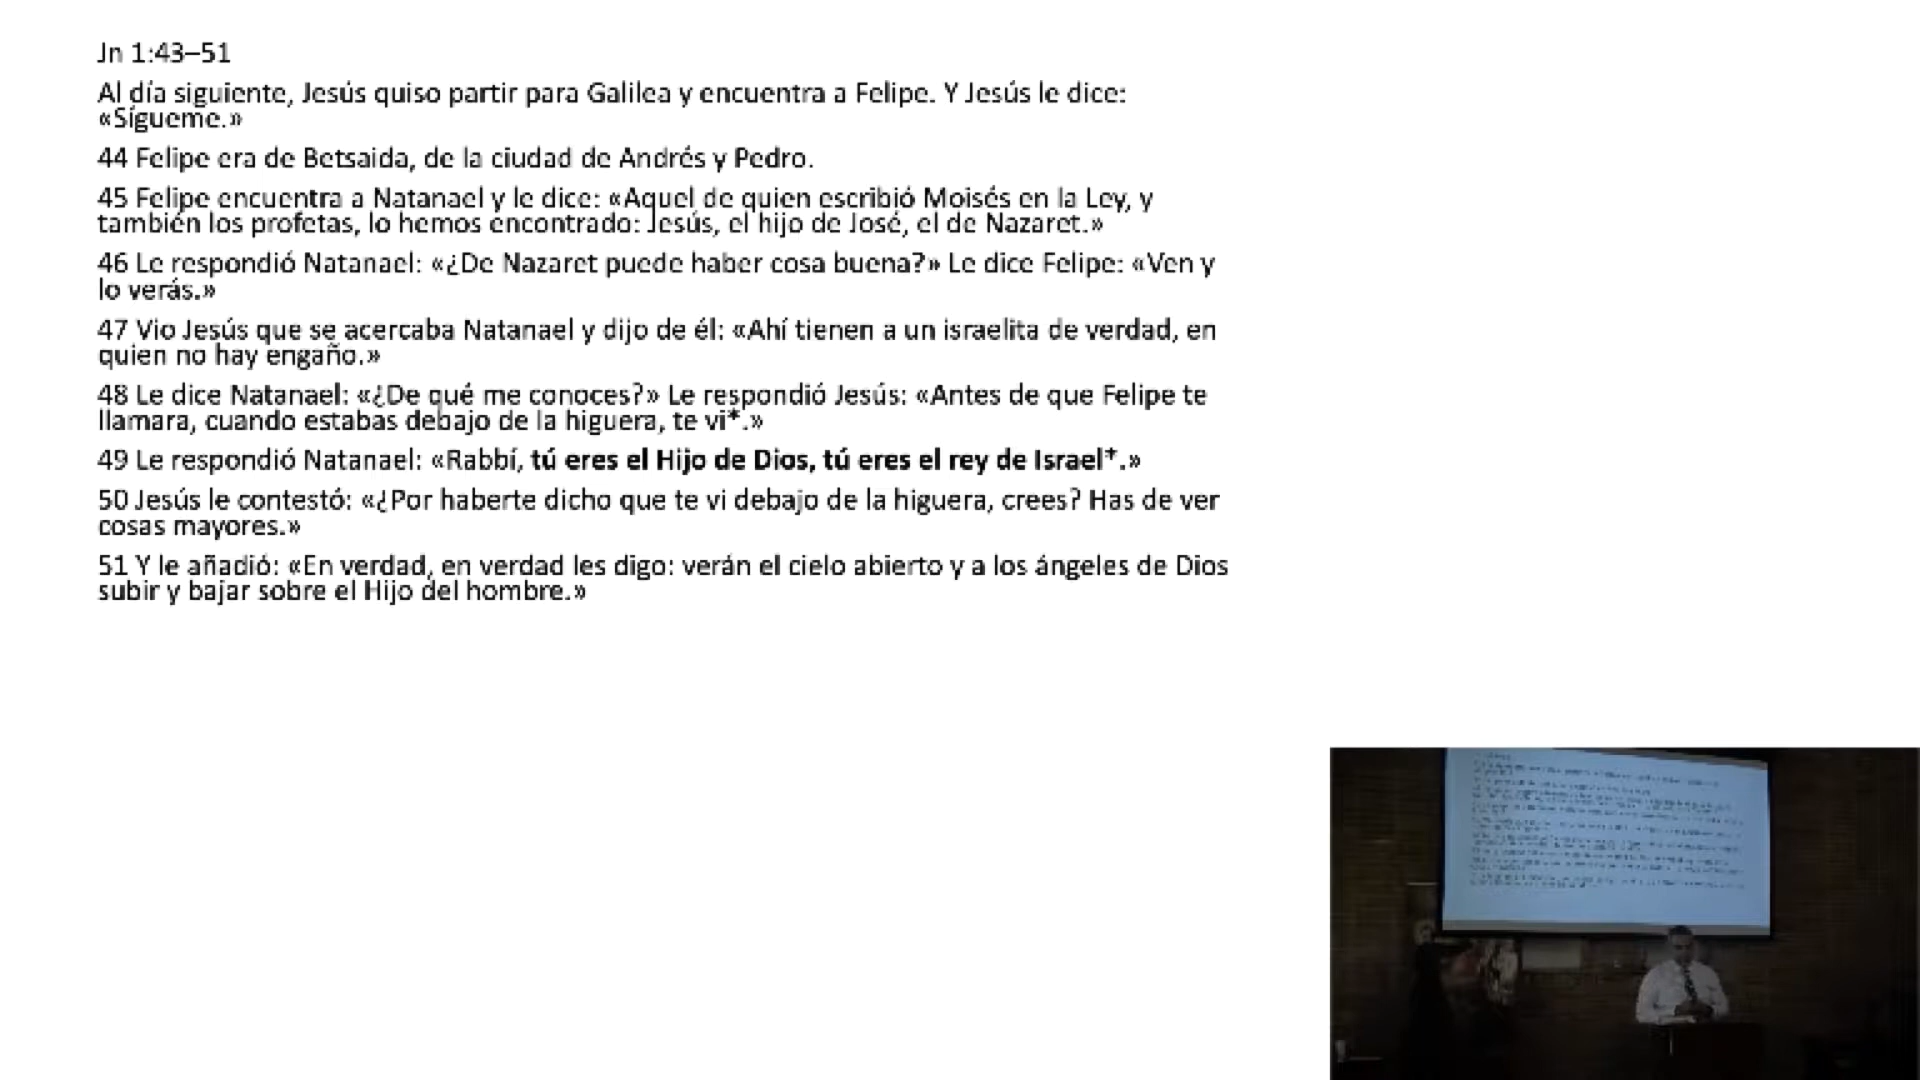 Jn 1:43–51
Al día siguiente, Jesús quiso partir para Galilea y encuentra a Felipe. Y Jesús le dice:
«Sígueme.»
44 Felipe era de Betsaida, de la ciudad de Andrés y Pedro.
45 Felipe encuentra a Natanael y le dice: «Aquel de quien escribió Moisés en la Ley, y
también los profetas, lo hemos encontrado: Jesús, el hijo de José, el de Nazaret.»
46 Le respondió Natanael: «¿De Nazaret puede haber cosa buena?» Le dice Felipe: «Ven y
lo verás.»
47 Vio Jesús que se acercaba Natanael y dijo de él: «Ahí tienen a un israelita de verdad, en
quien no hay engaño.»
48 Le dice Natanael: «¿De qué me conoces?» Le respondió Jesús: «Antes de que Felipe te
llamara, cuando estabas debajo de la higuera, te vi*.»
49 Le respondió Natanael: «Rabbí, tú eres el Hijo de Dios, tú eres el rey de Israel*.»
50 Jesús le contestó: «¿Por haberte dicho que te vi debajo de la higuera, crees? Has de ver
cosas mayores.»
51 Y le añadió: «En verdad, en verdad les digo: verán el cielo abierto y a los ángeles de Dios
subir y bajar sobre el Hijo del hombre.»